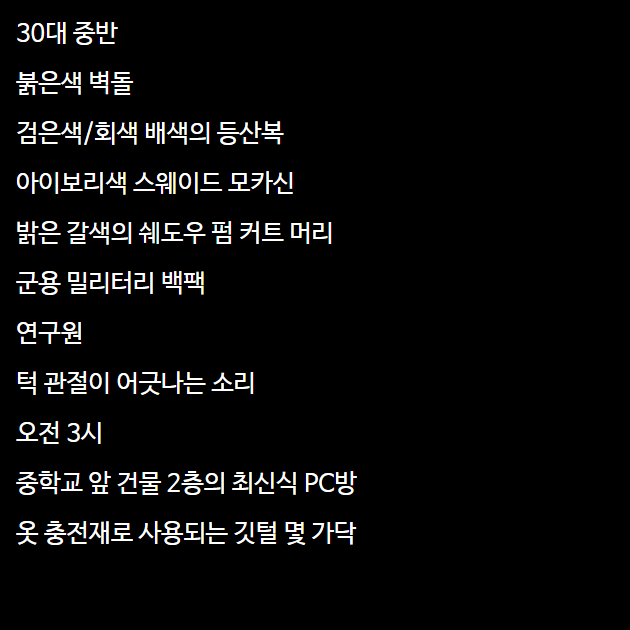 30대 중반
붉은색 벽돌
검은색/회색 배색의 등산복
아이보리색 스웨이드 모카신
밝은 갈색의 쉐도우 펌 커트 머리
군용 밀리터리 백팩
연구원
턱 관절이 어긋나는 소리
오전 3시
중학교 앞 건물 2층의 최신식 PC방
옷 충전재로 사용되는 깃털 몇 가닥